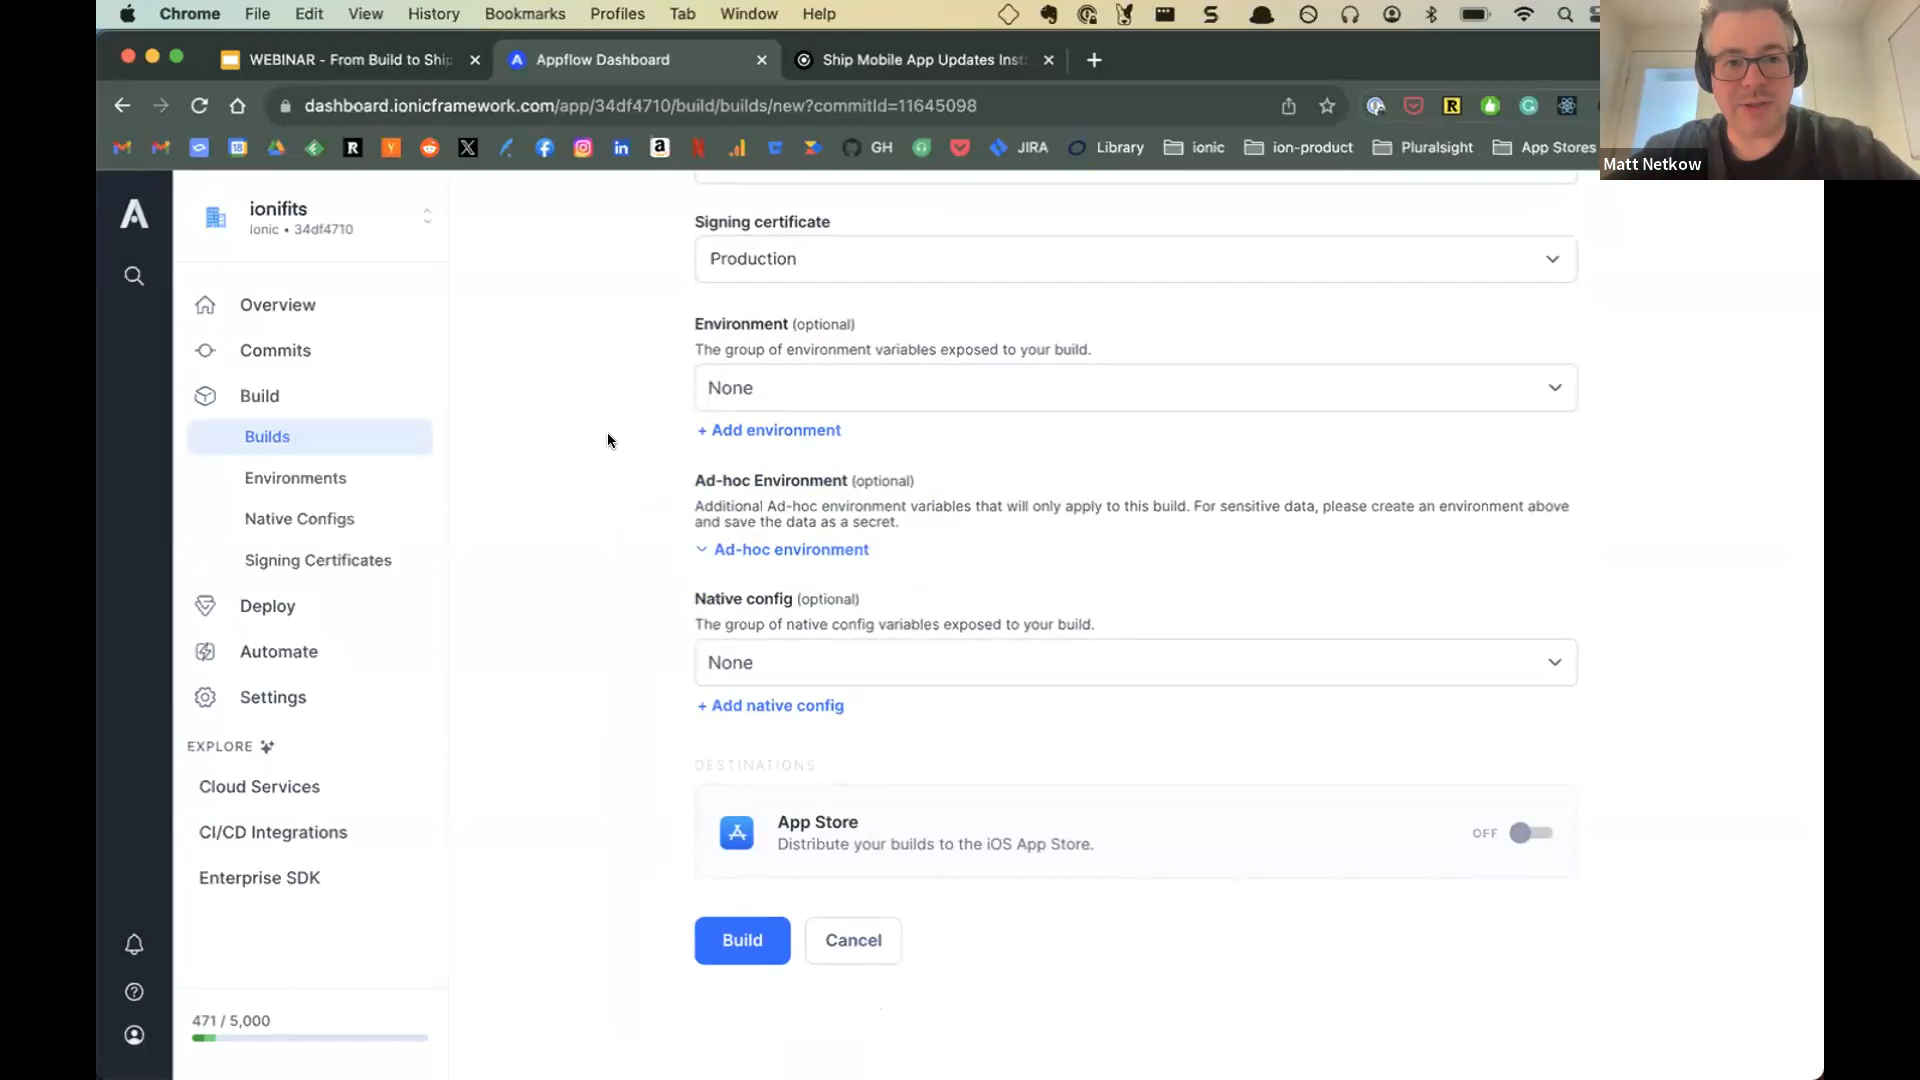 Chrome File Edit View History Bookmarks Profiles Tab Window Help
WEBINAR - From Build to Ship
Appflow Dashboard
Ship Mobile App Updates Inst
dashboard.ionicframework.com/app/34df4710/build/builds/new?commitId=11645098
GH
JIRA
Library
ionic
ion-product
Pluralsight
App Stores
Matt Netkow
ionifits
Ionic • 34df4710
Overview
Commits
Build
Builds
Environments
Native Configs
Signing Certificates
Deploy
Automate
Settings
EXPLORE
Cloud Services
CI/CD Integrations
Enterprise SDK
471 / 5,000
Signing certificate
Production
Environment (optional)
The group of environment variables exposed to your build.
None
+ Add environment
Ad-hoc Environment (optional)
Additional Ad-hoc environment variables that will only apply to this build. For sensitive data, please create an environment above
and save the data as a secret.
Ad-hoc environment
Native config (optional)
The group of native config variables exposed to your build.
None
+ Add native config
DESTINATIONS
App Store
Distribute your builds to the iOS App Store.
OFF
Build
Cancel